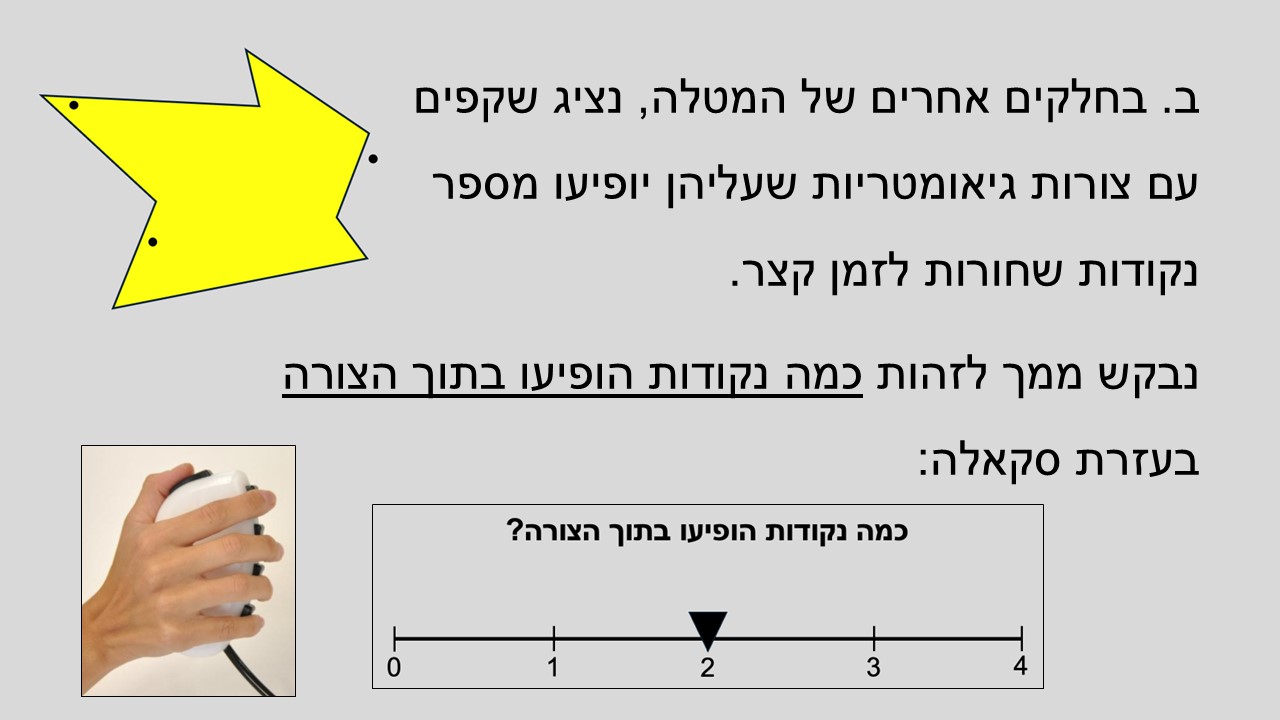 ב. בחלקים אחרים של המטלה, נציג שקפים
עם צורות גיאומטריות שעליהן יופיעו מספר
נקודות שחורות לזמן קצר.
נבקש ממך לזהות כמה נקודות הופיעו בתוך הצורה
בעזרת סקאלה:
כמה נקודות הופיעו בתוך הצורה?
0 1 2 3 4